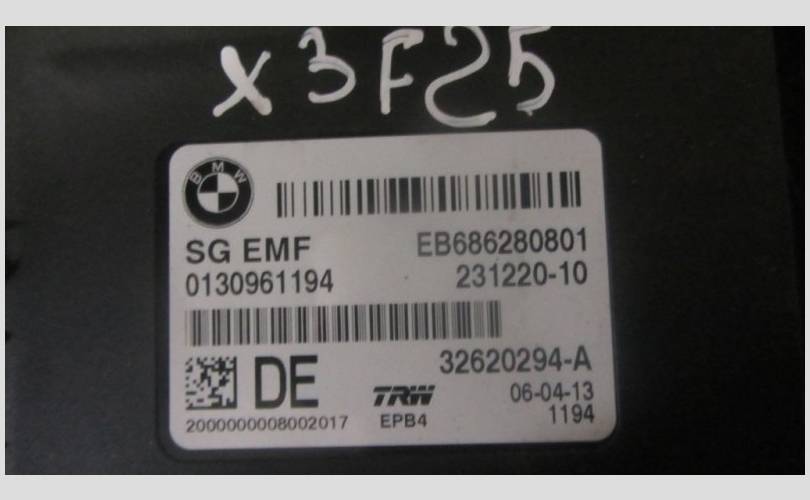 x3F25
BMW
SG EMF EB686280801
0130961194 231220-10
DE 32620294-A
TRW 06-04-13
2000000008002017 EPB4 1194